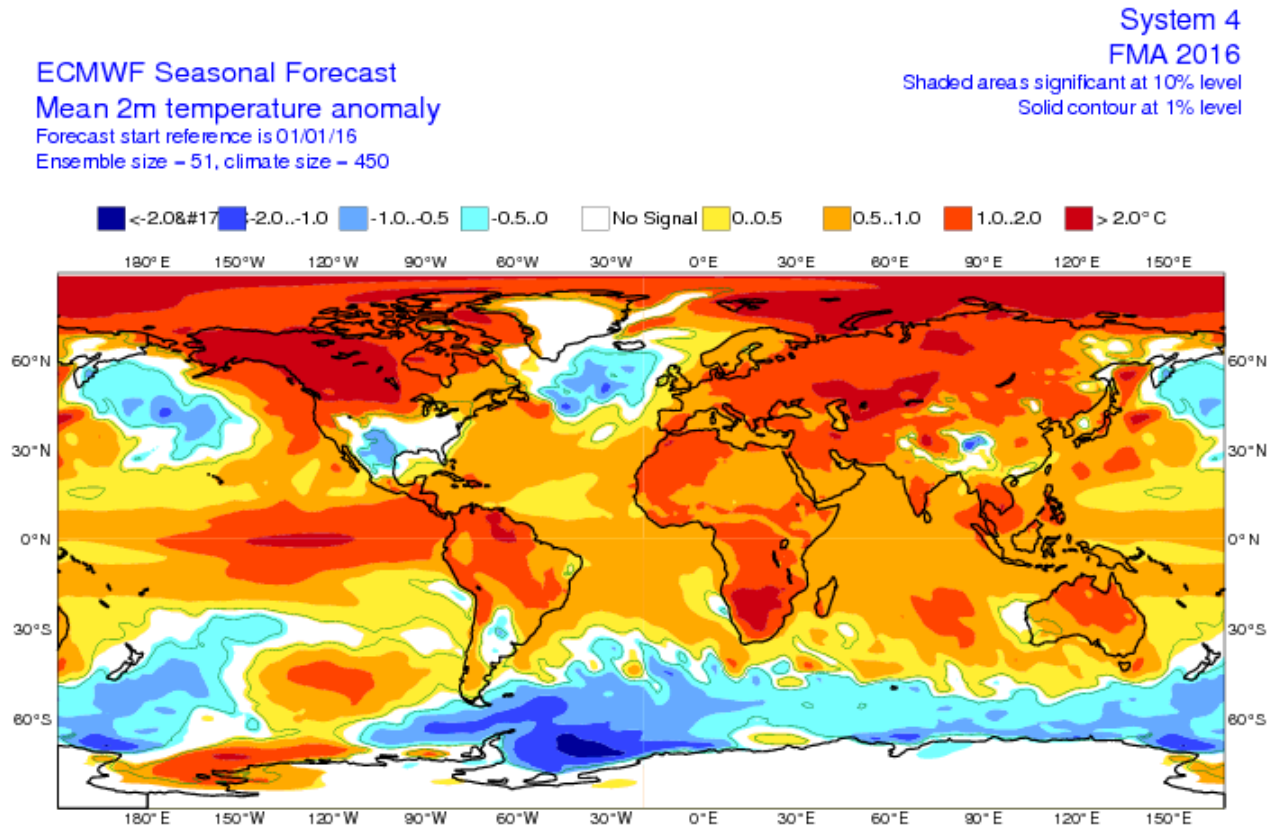 System 4
FMA 2016
Shaded areas significant at 10% level
Solid contour at 1% level
ECMWF Seasonal Forecast
Mean 2m temperature anomaly
Forecast start reference is 01/01/16
Ensemble size = 51, climate size = 450
<-2.0&#17 -2.0..-1.0 -1.0..-0.5 -0.5..0 No Signal 0..0.5 0.5..1.0 1.0..2.0 > 2.0°C
180°E 150°W 120°W 90°W 60°W 30°W 0°E 30°E 60°E 90°E 120°E 150°E
60°N 60°N
30°N 30°N
0°N 0°N
30°S 30°S
60°S 60°S
180°E 150°W 120°W 90°W 60°W 30°W 0°E 30°E 60°E 90°E 120°E 150°E